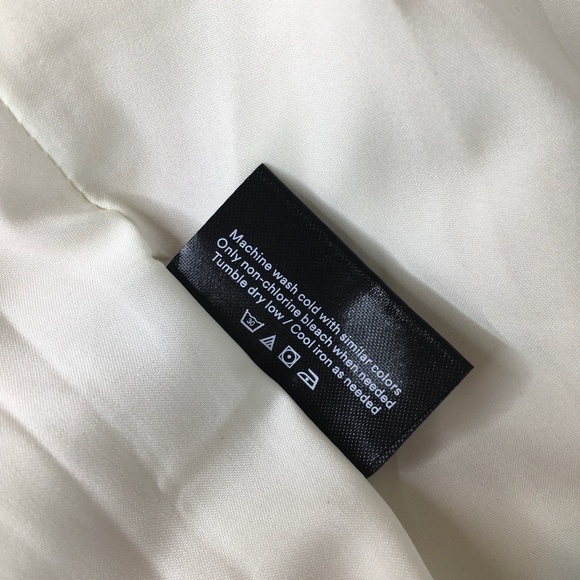 Machine wash cold with similar colors
Only non-chlorine bleach when needed
Tumble dry low / Cool iron as needed
30